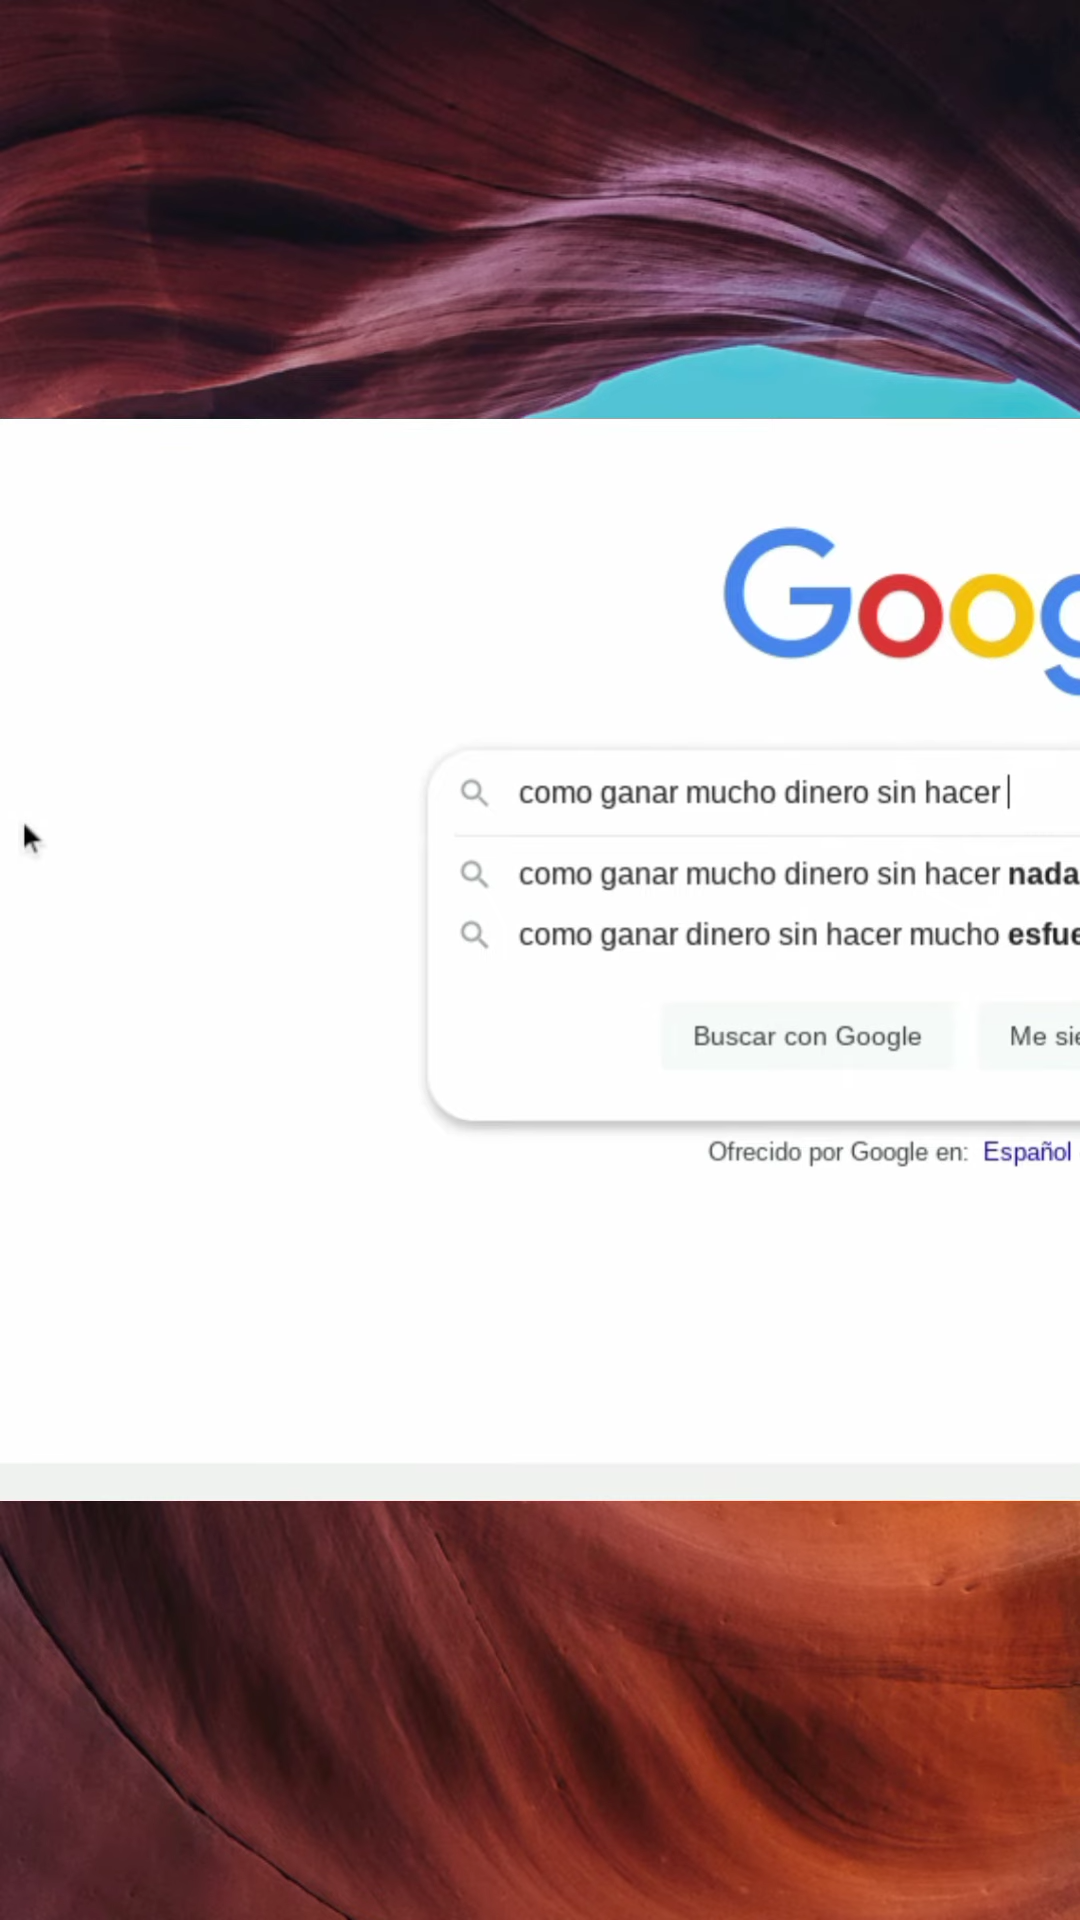 Goog
como ganar mucho dinero sin hacer
como ganar mucho dinero sin hacer nada
como ganar dinero sin hacer mucho esfue
Buscar con Google
Me sie
Ofrecido por Google en: Español